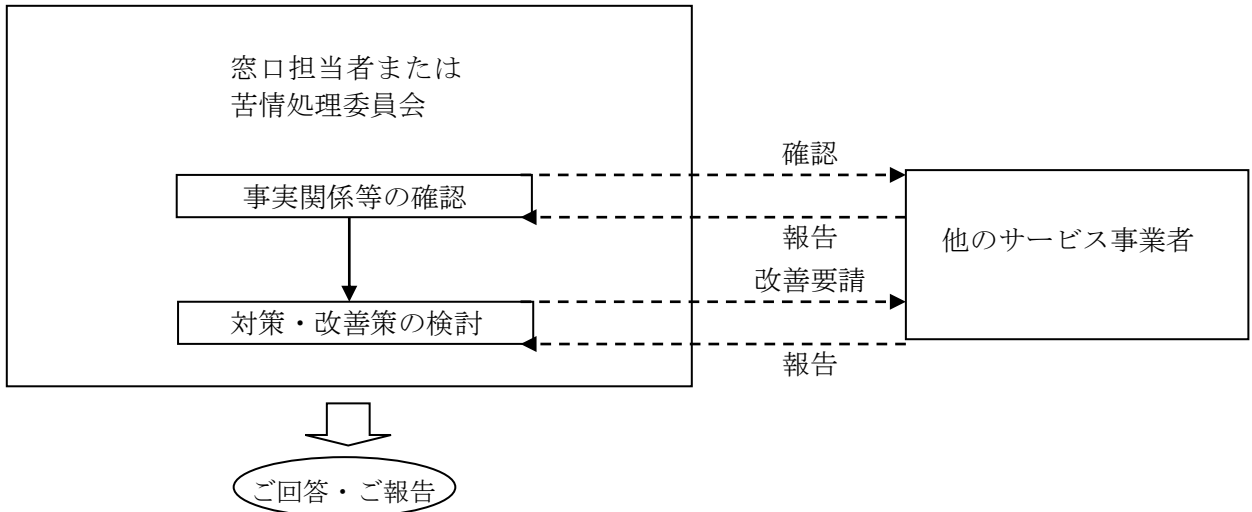 窓口担当者または
苦情処理委員会
確認
事実関係等の確認
報告
他のサービス事業者
改善要請
対策・改善策の検討
報告
ご回答・ご報告